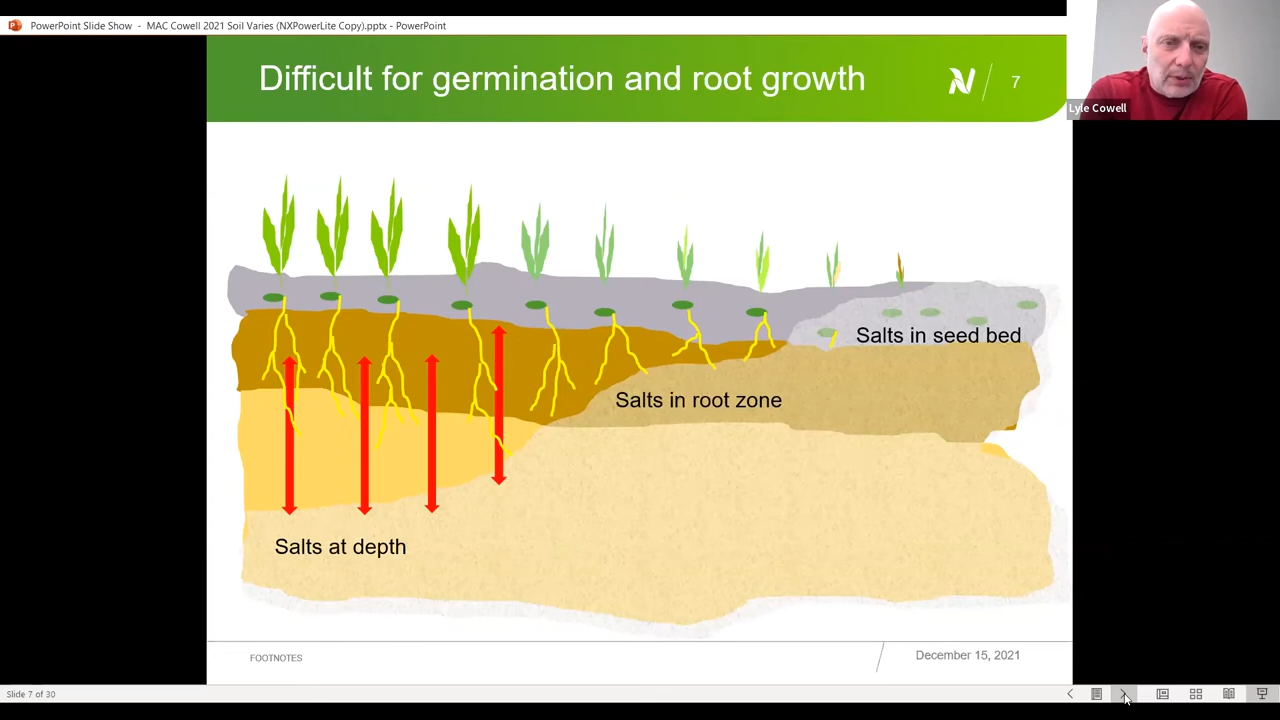 PowerPoint Slide Show - MAC Cowell 2021 Soil Varies (NXPowerLite Copy).pptx - PowerPoint
Difficult for germination and root growth
7
Lyle Cowell
Salts in seed bed
Salts in root zone
Salts at depth
FOOTNOTES
December 15, 2021
Slide 7 of 30